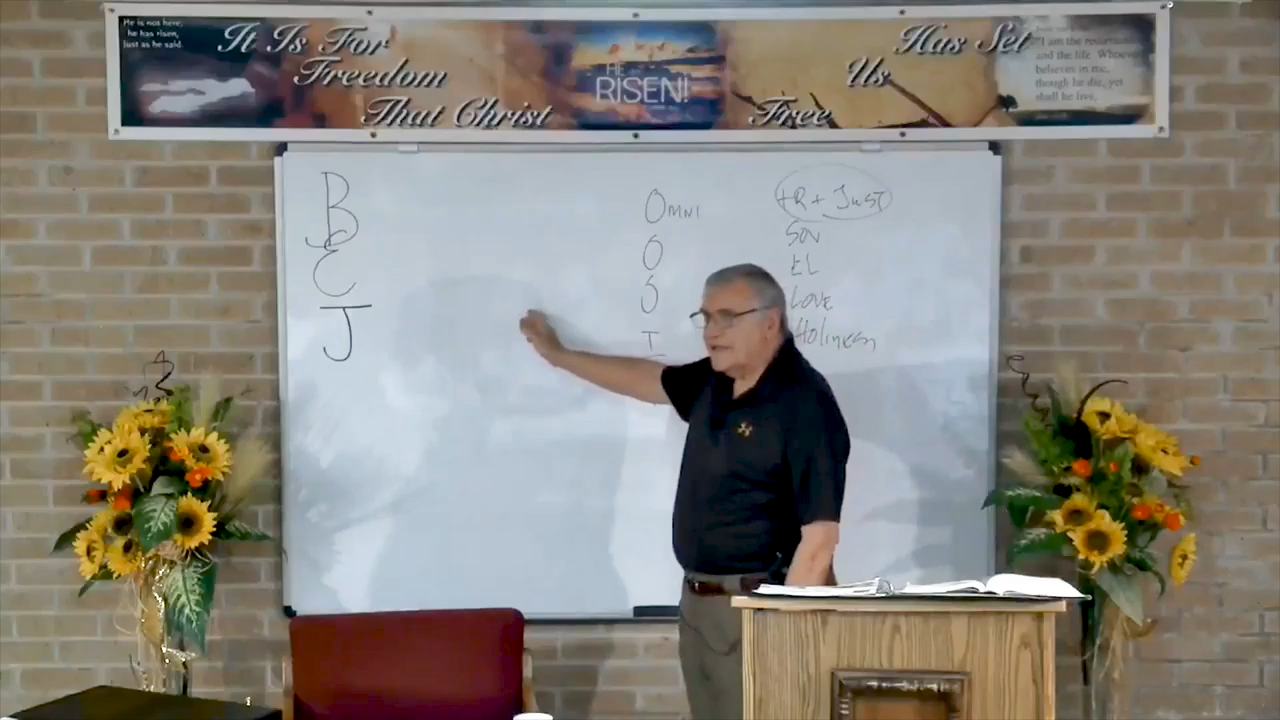 He is not here;
he has risen,
just as he said.
It Is For
Freedom
That Christ
HE
RISEN!
Has Set
Us
Free
"I am the resurrection
and the life. Whoever
believes in me,
though he die, yet
shall he live,
B
C
J
OMNI
O
S
I
+R + JUST
SOV
EL
LOVE
Holiness